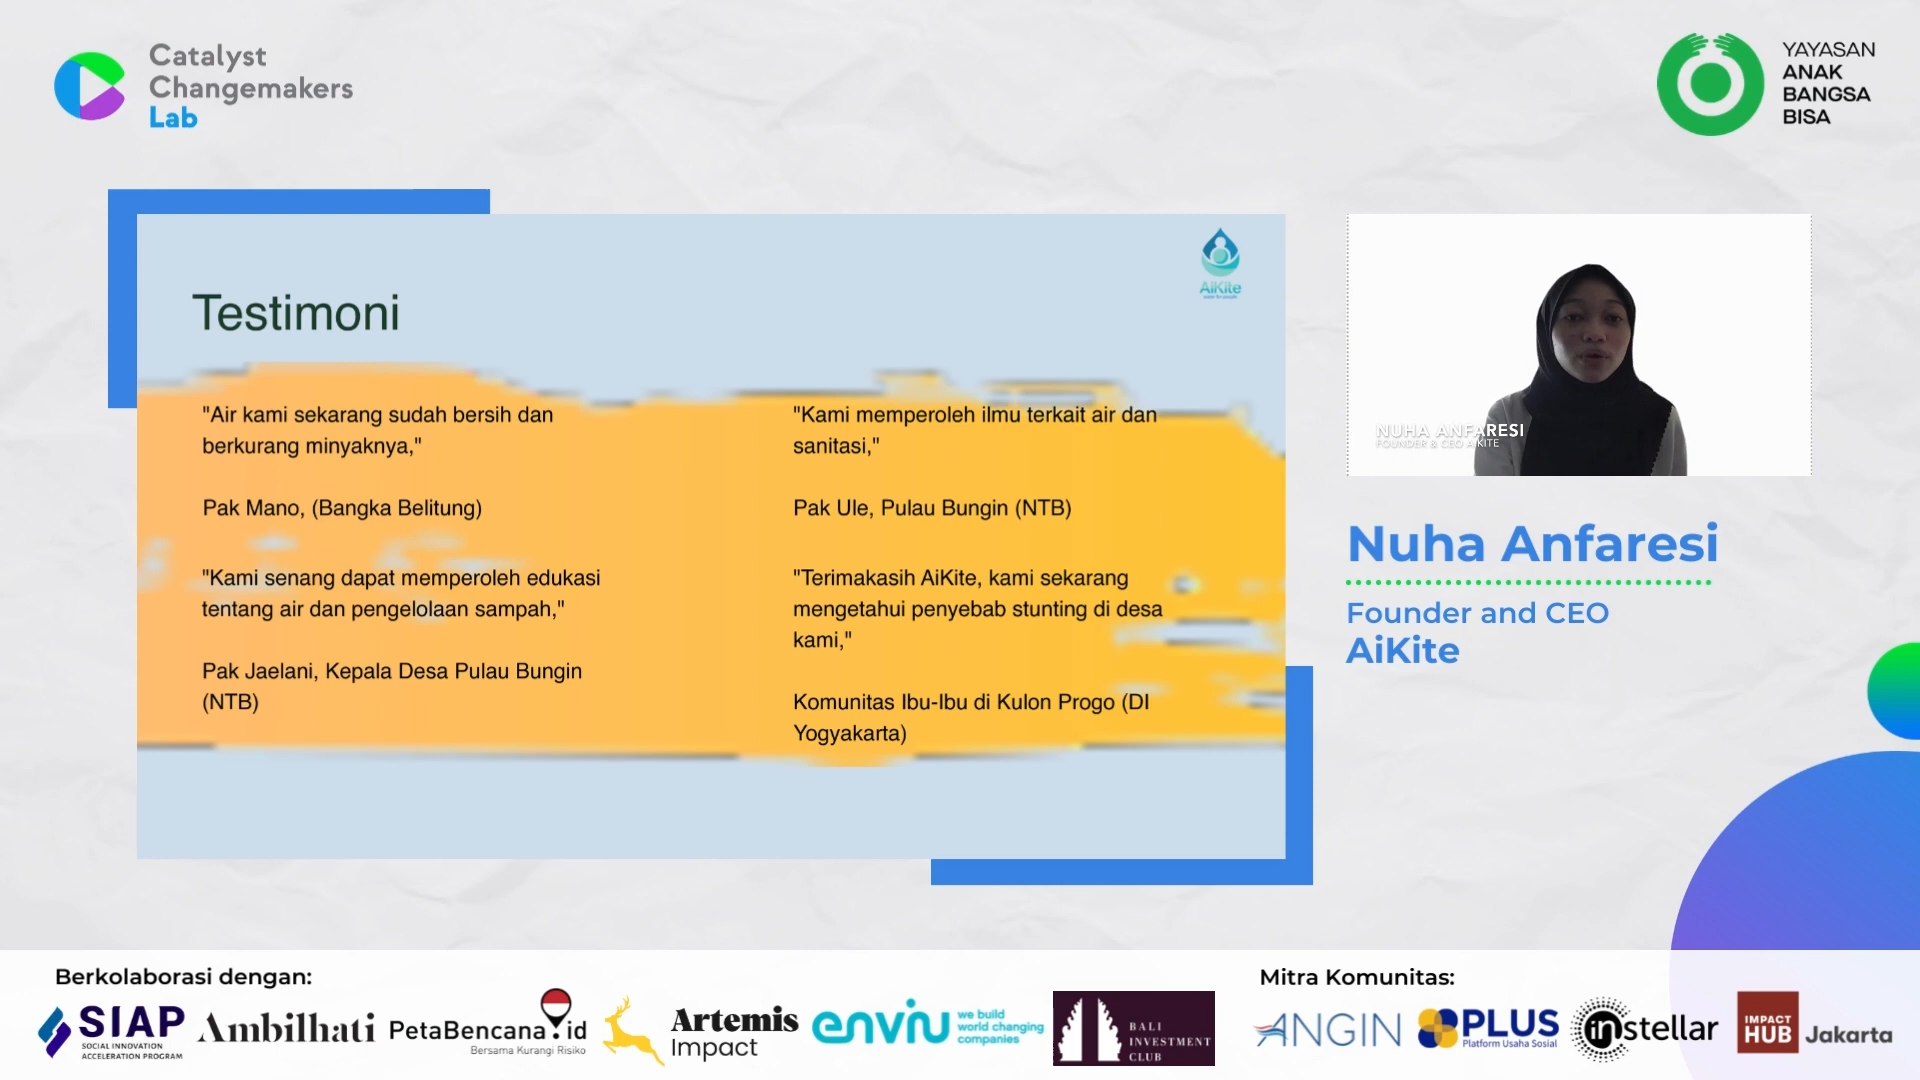 Catalyst
Changemakers
Lab
YAYASAN
ANAK
BANGSA
BISA
AiKite
Testimoni
"Air kami sekarang sudah bersih dan
berkurang minyaknya,"
Pak Mano, (Bangka Belitung)
"Kami senang dapat memperoleh edukasi
tentang air dan pengelolaan sampah,"
Pak Jaelani, Kepala Desa Pulau Bungin
(NTB)
"Kami memperoleh ilmu terkait air dan
sanitasi,"
Pak Ule, Pulau Bungin (NTB)
"Terimakasih AiKite, kami sekarang
mengetahui penyebab stunting di desa
kami,"
Komunitas Ibu-Ibu di Kulon Progo (DI
Yogyakarta)
NUHA ANFARESI
FOUNDER & CEO AIKITE
Nuha Anfaresi
Founder and CEO
AiKite
Berkolaborasi dengan:
SIAP
SOCIAL INNOVATION
ACCELERATION PROGRAM
Ambilhati
PetaBencana.id
Bersama Kurangi Risiko
Artemis
Impact
enviu
we build
world changing
companies
BALI
INVESTMENT
CLUB
Mitra Komunitas:
ANGIN
PLUS
Platform Usaha Sosial
instellar
IMPACT
HUB
Jakarta